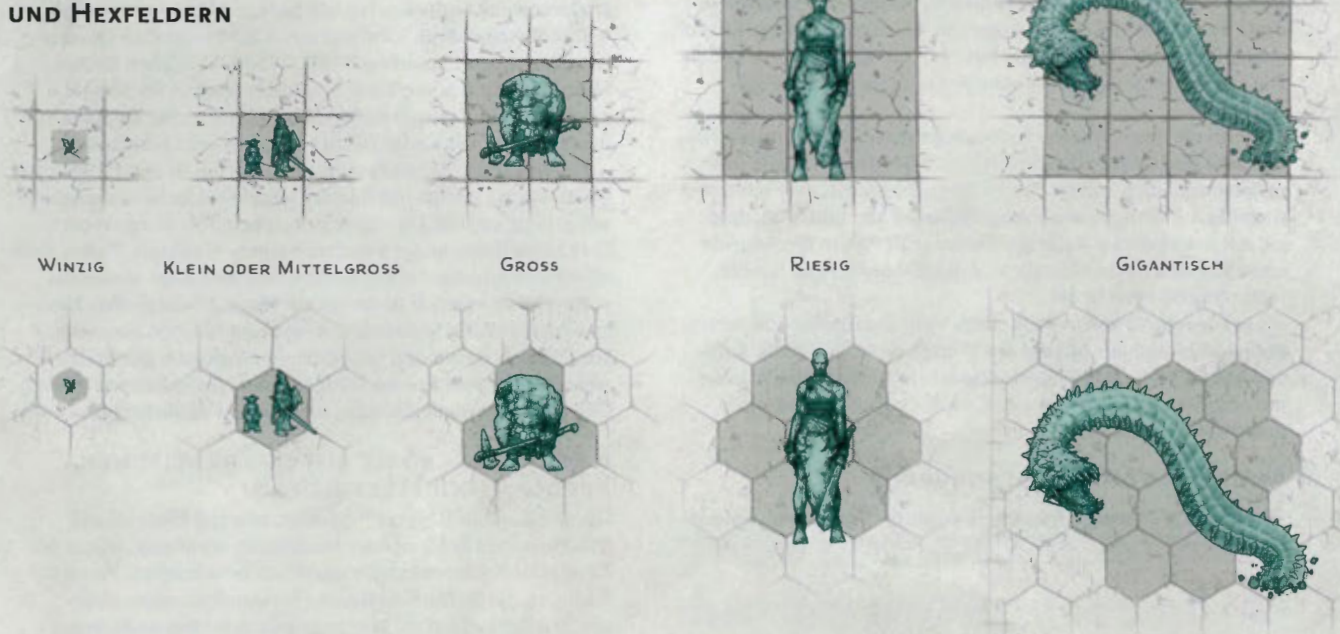 UND HEXFELDERN
WINZIG
KLEIN ODER MITTELGROSS
GROSS
RIESIG
GIGANTISCH